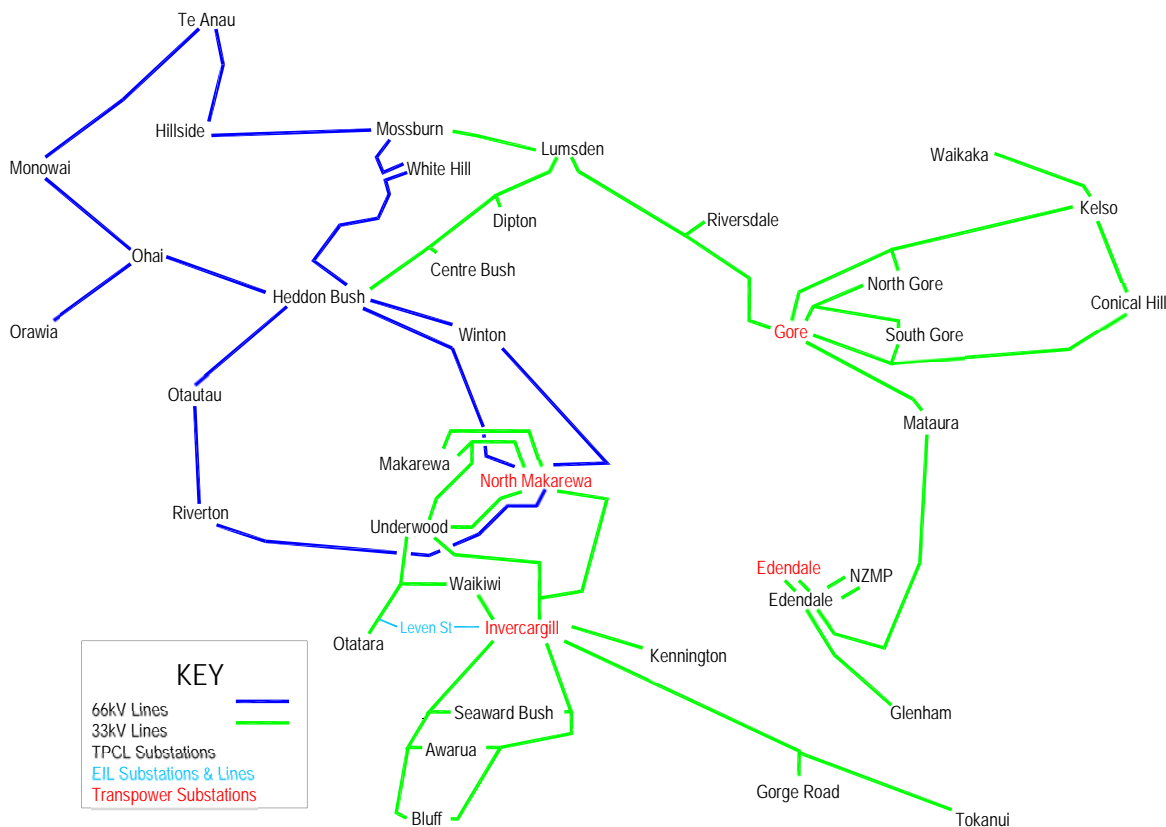 Te Anau
Hillside
Mossburn
Lumsden
Monowai
White Hill
Waikaka
Kelso
Dipton
Riversdale
Ohai
Centre Bush
North Gore
Heddon Bush
Conical Hill
Orawia
Winton
Gore
South Gore
Otautau
Mataura
Makarewa
North Makarewa
Riverton
Underwood
Edendale
NZMP
Waikiwi
Edendale
Leven St
Invercargill
Otatara
Kennington
KEY
66kV Lines
33kV Lines
TPCL Substations
EIL Substations & Lines
Transpower Substations
Seaward Bush
Glenham
Awarua
Gorge Road
Bluff
Tokanui